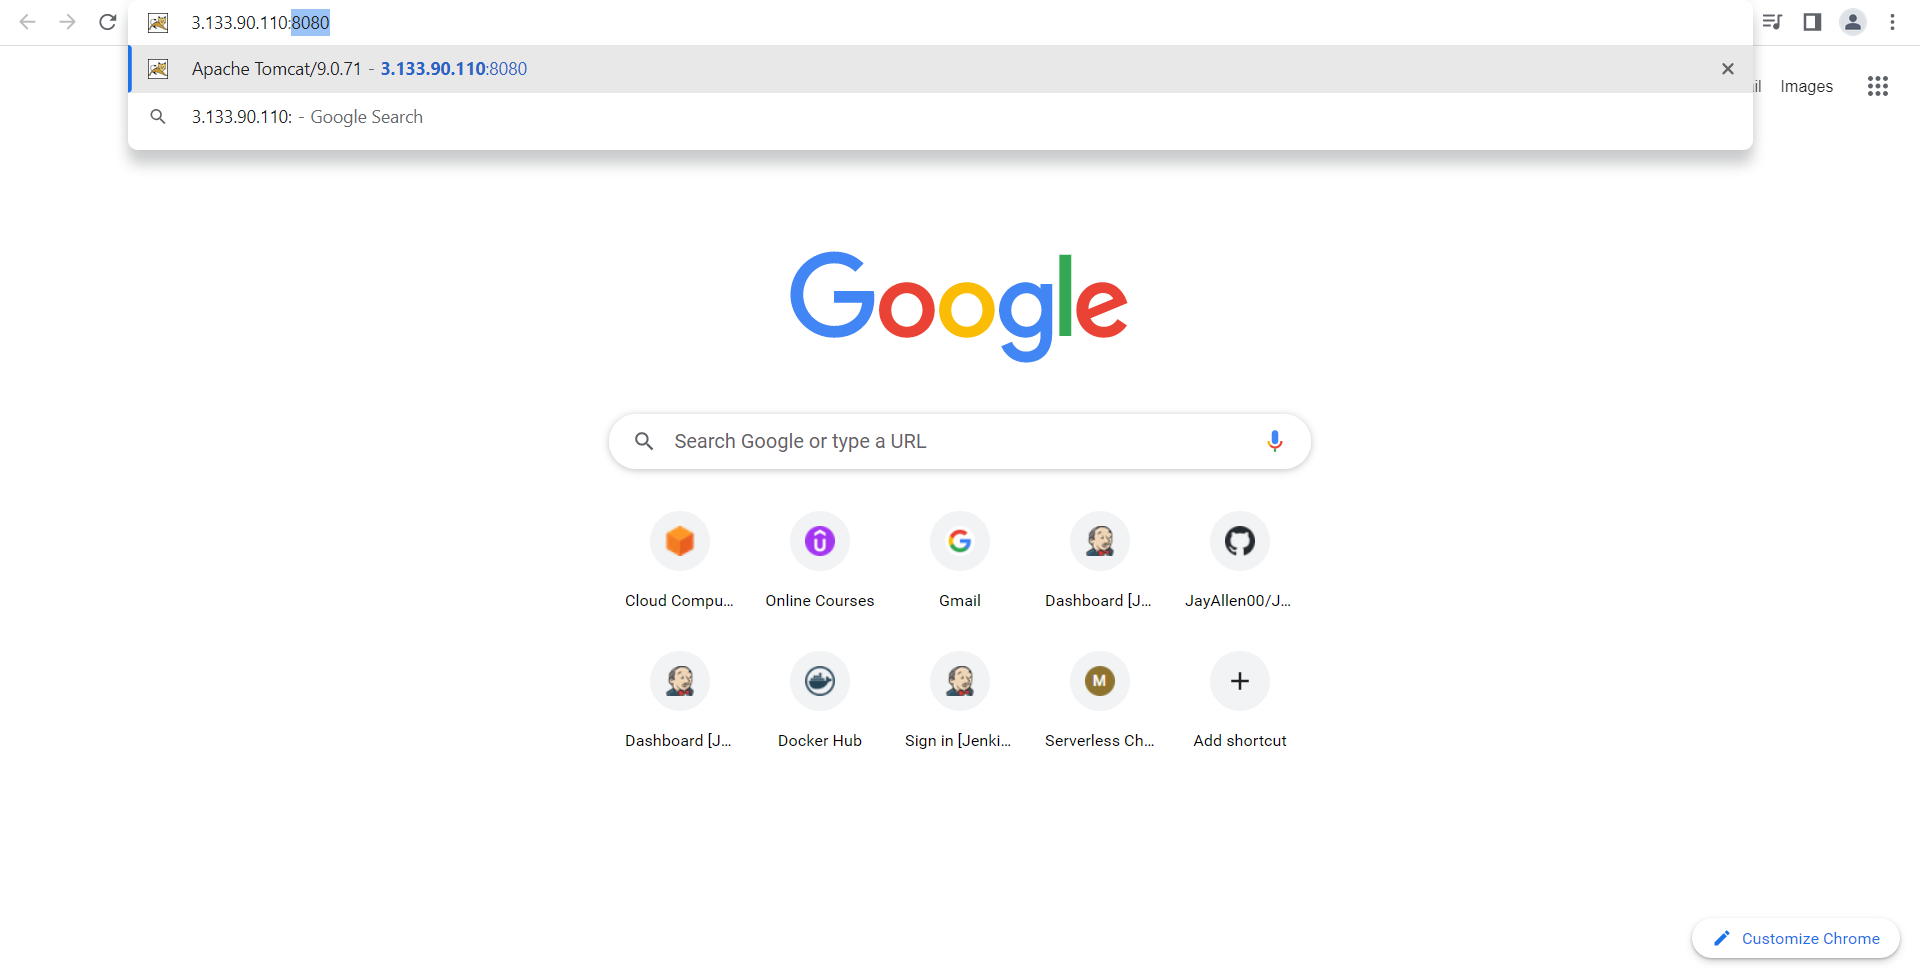 3.133.90.110:8080
Apache Tomcat/9.0.71 - 3.133.90.110:8080
3.133.90.110: - Google Search
il Images
Google
Search Google or type a URL
Cloud Compu... Online Courses Gmail Dashboard [J... JayAllen00/J...
M
Dashboard [J... Docker Hub Sign in [Jenki... Serverless Ch... Add shortcut
Customize Chrome